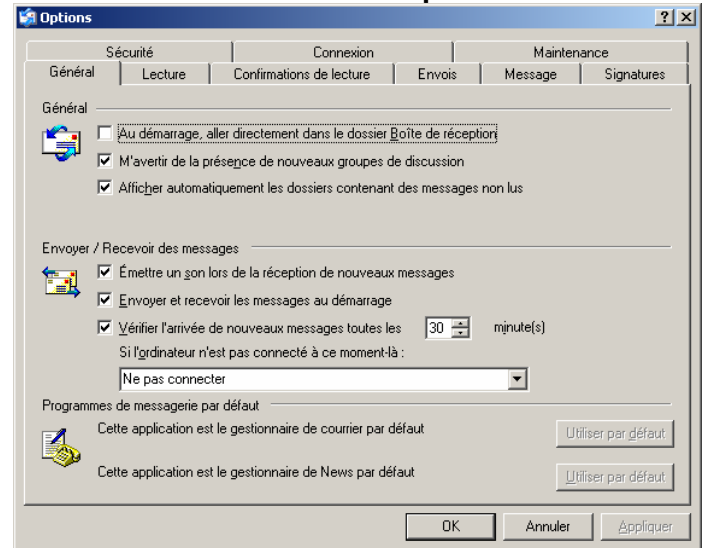 Options
Sécurité Connexion Maintenance
Général Lecture Confirmations de lecture Envois Message Signatures
Général
Au démarrage, aller directement dans le dossier Boîte de réception
M'avertir de la présence de nouveaux groupes de discussion
Afficher automatiquement les dossiers contenant des messages non lus
Envoyer / Recevoir des messages
Émettre un son lors de la réception de nouveaux messages
Envoyer et recevoir les messages au démarrage
Vérifier l'arrivée de nouveaux messages toutes les 30 minute(s)
Si l'ordinateur n'est pas connecté à ce moment-là :
Ne pas connecter
Programmes de messagerie par défaut
Cette application est le gestionnaire de courrier par défaut Utiliser par défaut
Cette application est le gestionnaire de News par défaut Utiliser par défaut
OK Annuler Appliquer